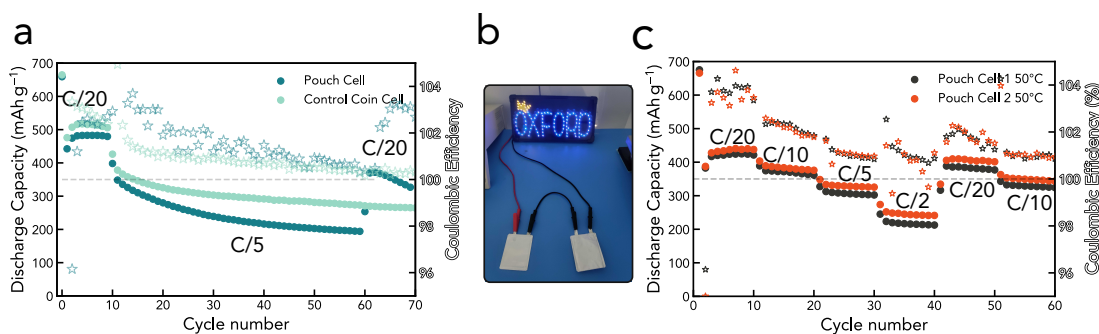 a
Discharge Capacity (mAh g⁻¹)
700
600
500
400
300
200
100
0
C/20
C/5
C/20
Pouch Cell
Control Coin Cell
104
102
100
98
96
Coulombic Efficiency
0 10 20 30 40 50 60 70
Cycle number
b
OXFORD
c
Discharge Capacity (mAh g⁻¹)
700
600
500
400
300
200
100
0
C/20
C/10
C/5
C/2
C/20
C/10
Pouch Cell 1 50°C
Pouch Cell 2 50°C
104
102
100
98
96
Coulombic Efficiency (%)
0 10 20 30 40 50 60
Cycle number